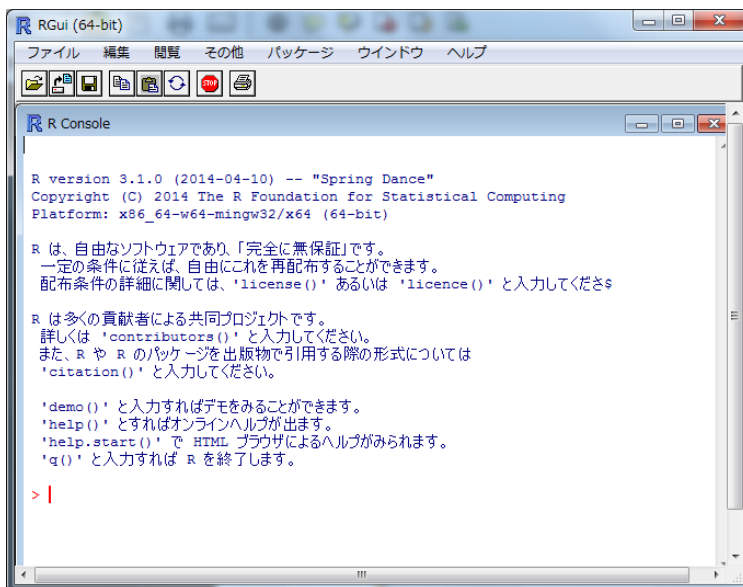 RGui (64-bit)
ファイル 編集 閲覧 その他 パッケージ ウインドウ ヘルプ
STOP
R Console
R version 3.1.0 (2014-04-10) -- "Spring Dance"
Copyright (C) 2014 The R Foundation for Statistical Computing
Platform: x86_64-w64-mingw32/x64 (64-bit)
R は、自由なソフトウェアであり、「完全に無保証」です。
一定の条件に従えば、自由にこれを再配布することができます。
配布条件の詳細に関しては、'license()' あるいは 'licence()' と入力してくださ$
R は多くの貢献者による共同プロジェクトです。
詳しくは 'contributors()' と入力してください。
また、R や R のパッケージを出版物で引用する際の形式については
'citation()' と入力してください。
'demo()' と入力すればデモをみることができます。
'help()' とすればオンラインヘルプが出ます。
'help.start()' で HTML ブラウザによるヘルプがみられます。
'q()' と入力すれば R を終了します。
>